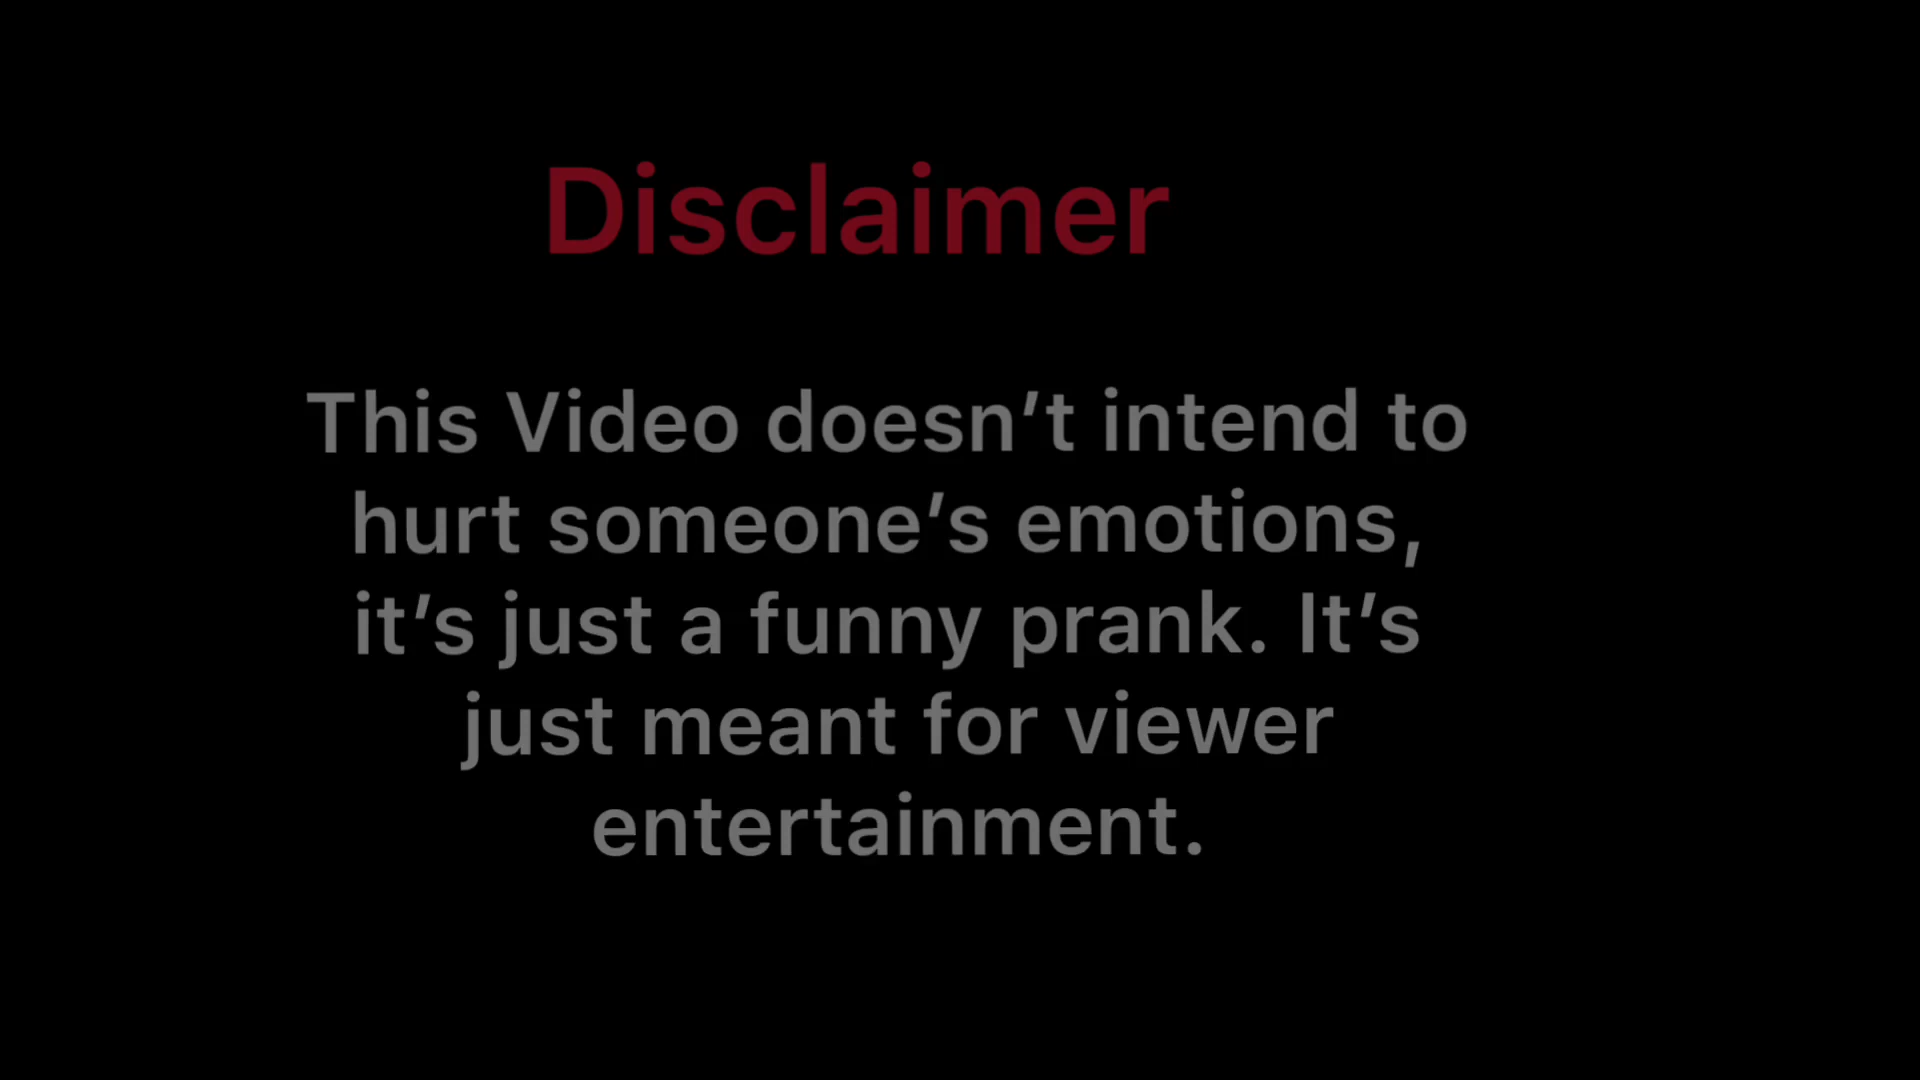 Disclaimer
This Video doesn’t intend to
hurt someone’s emotions,
it’s just a funny prank. It’s
just meant for viewer
entertainment.